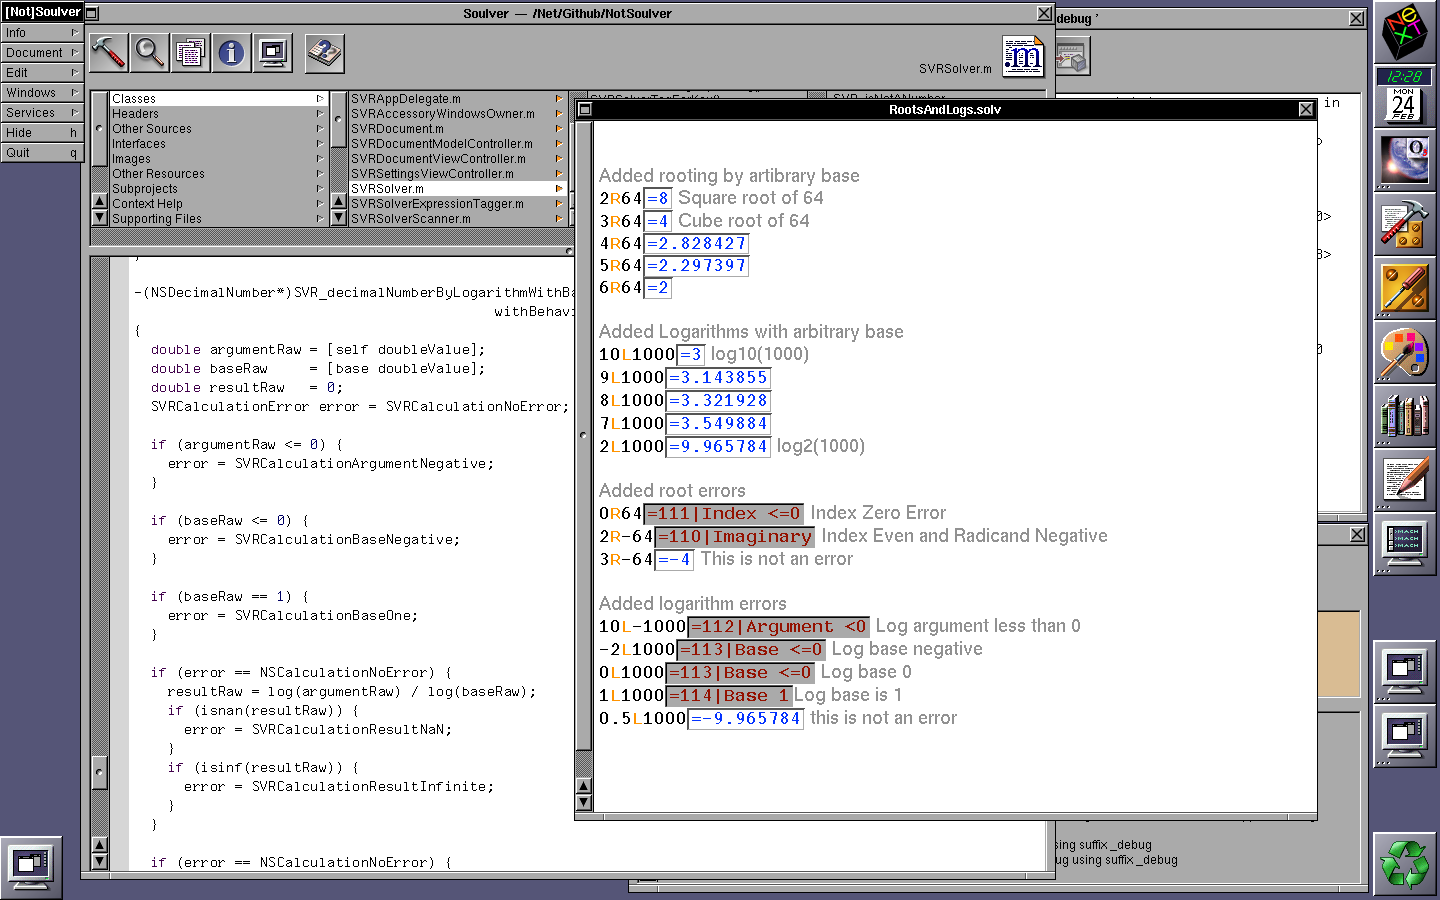 [Not]Soulver
Info
Document
Edit
Windows
Services
Hide h
Quit q
Soulver — /Net/Github/NotSoulver
SVRSolver.m
.m
Classes
Headers
Other Sources
Interfaces
Images
Other Resources
Subprojects
Context Help
Supporting Files
SVRAppDelegate.m
SVRAccessoryWindowsOwner.m
SVRDocument.m
SVRDocumentModelController.m
SVRDocumentViewController.m
SVRSettingsViewController.m
SVRSolver.m
SVRSolverExpressionTagger.m
SVRSolverScanner.m
-(NSDecimalNumber*)SVR_decimalNumberByLogarithmWithBa
withBehavi
{
double argumentRaw = [self doubleValue];
double baseRaw = [base doubleValue];
double resultRaw = 0;
SVRCalculationError error = SVRCalculationNoError;
if (argumentRaw <= 0) {
error = SVRCalculationArgumentNegative;
}
if (baseRaw <= 0) {
error = SVRCalculationBaseNegative;
}
if (baseRaw == 1) {
error = SVRCalculationBaseOne;
}
if (error == NSCalculationNoError) {
resultRaw = log(argumentRaw) / log(baseRaw);
if (isnan(resultRaw)) {
error = SVRCalculationResultNaN;
}
if (isinf(resultRaw)) {
error = SVRCalculationResultInfinite;
}
}
if (error == NSCalculationNoError) {
RootsAndLogs.solv
Added rooting by artibrary base
2R64=8 Square root of 64
3R64=4 Cube root of 64
4R64=2.828427
5R64=2.297397
6R64=2
Added Logarithms with arbitrary base
10L1000=3 log10(1000)
9L1000=3.143855
8L1000=3.321928
7L1000=3.549884
2L1000=9.965784 log2(1000)
Added root errors
0R64=111|Index <=0 Index Zero Error
2R-64=110|Imaginary Index Even and Radicand Negative
3R-64=-4 This is not an error
Added logarithm errors
10L-1000=112|Argument <0 Log argument less than 0
-2L1000=113|Base <=0 Log base negative
0L1000=113|Base <=0 Log base 0
1L1000=114|Base 1 Log base is 1
0.5L1000=-9.965784 this is not an error
debug '
in
>
0>
8>
0
sing suffix _debug
ug using suffix _debug
NeXT
12:28
MON
24
FEB